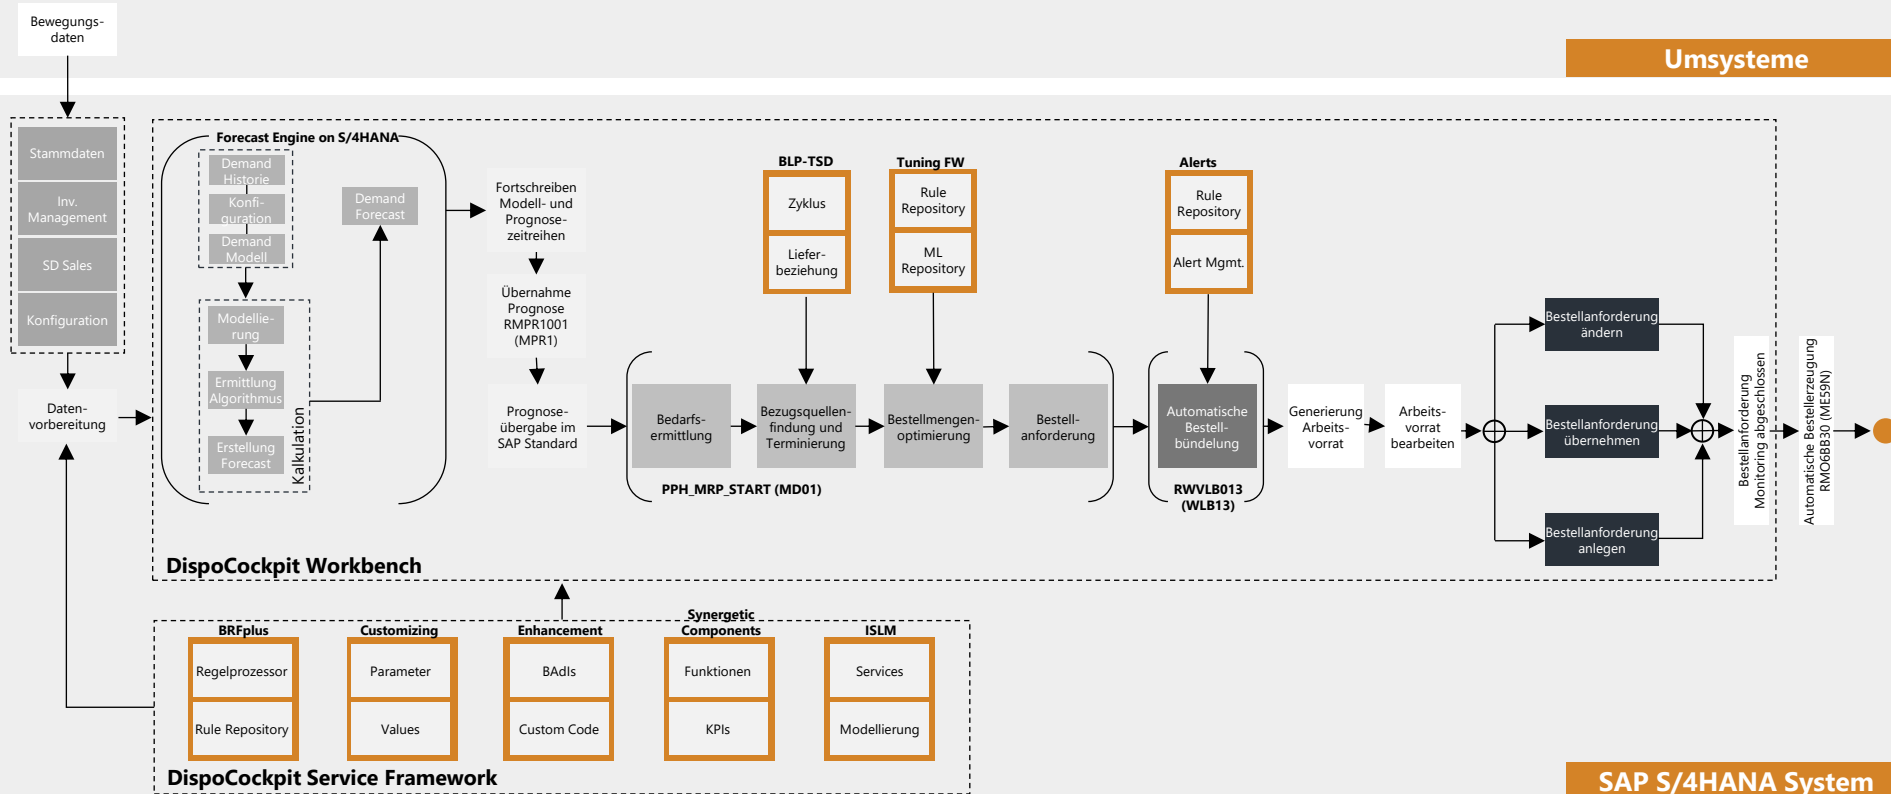 Bewegungs-
daten
Umsysteme
Stammdaten
Inv.
Management
SD Sales
Konfiguration
Daten-
vorbereitung
Forecast Engine on S/4HANA
Demand
Historie
Konfi-
guration
Demand
Modell
Modellie-
rung
Ermittlung
Algorithmus
Erstellung
Forecast
Kalkulation
Demand
Forecast
Fortschreiben
Modell- und
Prognose-
zeitreihen
Übernahme
Prognose
RMPR1001
(MPR1)
Prognose-
übergabe im
SAP Standard
BLP-TSD
Zyklus
Liefer-
beziehung
Tuning FW
Rule
Repository
ML
Repository
Alerts
Rule
Repository
Alert Mgmt.
Bedarfs-
ermittlung
Bezugsquellen-
findung und
Terminierung
Bestellmengen-
optimierung
Bestell-
anforderung
PPH_MRP_START (MD01)
Automatische
Bestell-
bündelung
RWVLB013
(WLB13)
Generierung
Arbeits-
vorrat
Arbeits-
vorrat
bearbeiten
Bestellanforderung
ändern
Bestellanforderung
übernehmen
Bestellanforderung
anlegen
Bestellanforderung
Monitoring abgeschlossen
Automatische Bestellerzeugung
RMO6BB30 (ME59N)
DispoCockpit Workbench
BRFplus
Regelprozessor
Rule Repository
Customizing
Parameter
Values
Enhancement
BAdIs
Custom Code
Synergetic
Components
Funktionen
KPIs
ISLM
Services
Modellierung
DispoCockpit Service Framework
SAP S/4HANA System